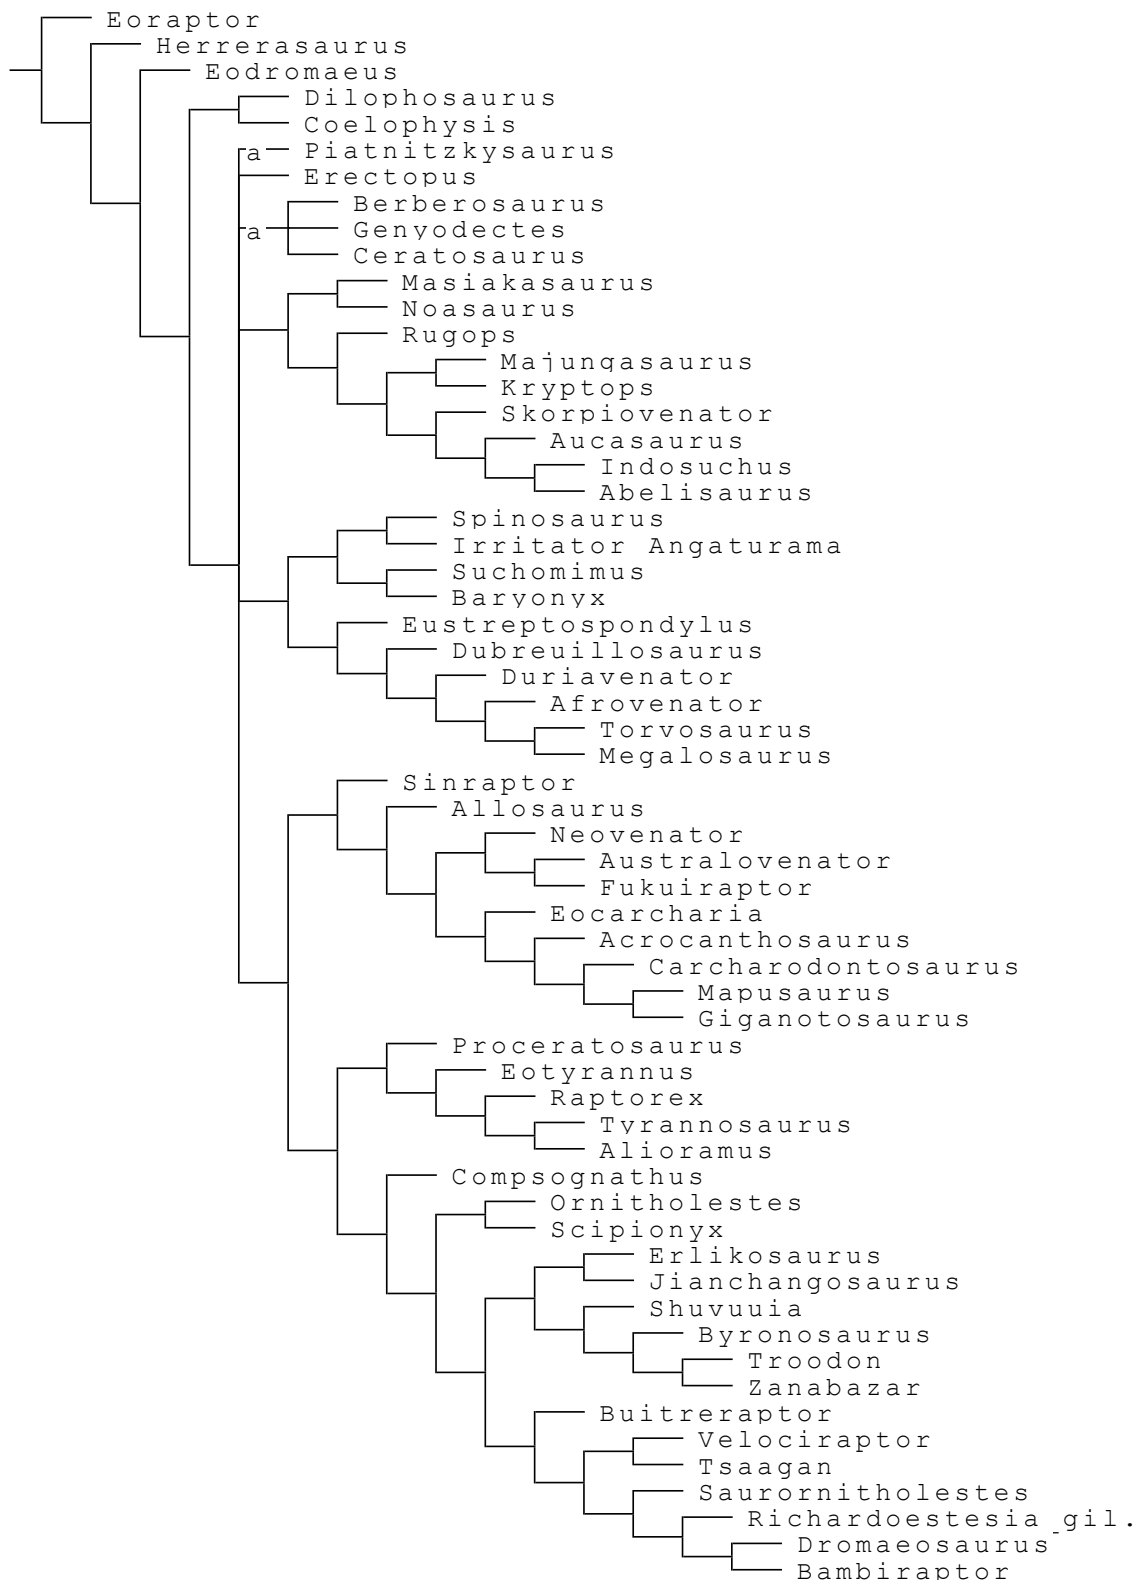 Eoraptor
Herrerasaurus
Eodromaeus
Dilophosaurus
Coelophysis
a Piatnitzkysaurus
Erectopus
Berberosaurus
a Genyodectes
Ceratosaurus
Masiakasaurus
Noasaurus
Rugops
Majungasaurus
Kryptops
Skorpiovenator
Aucasaurus
Indosuchus
Abelisaurus
Spinosaurus
Irritator Angaturama
Suchomimus
Baryonyx
Eustreptospondylus
Dubreuillosaurus
Duriavenator
Afrovenator
Torvosaurus
Megalosaurus
Sinraptor
Allosaurus
Neovenator
Australovenator
Fukuiraptor
Eocarcharia
Acrocanthosaurus
Carcharodontosaurus
Mapusaurus
Giganotosaurus
Proceratosaurus
Eotyrannus
Raptorex
Tyrannosaurus
Alioramus
Compsognathus
Ornitholestes
Scipionyx
Erlikosaurus
Jianchangosaurus
Shuvuuia
Byronosaurus
Troodon
Zanabazar
Buitreraptor
Velociraptor
Tsaagan
Saurornitholestes
Richardoestesia_gil.
Dromaeosaurus
Bambiraptor